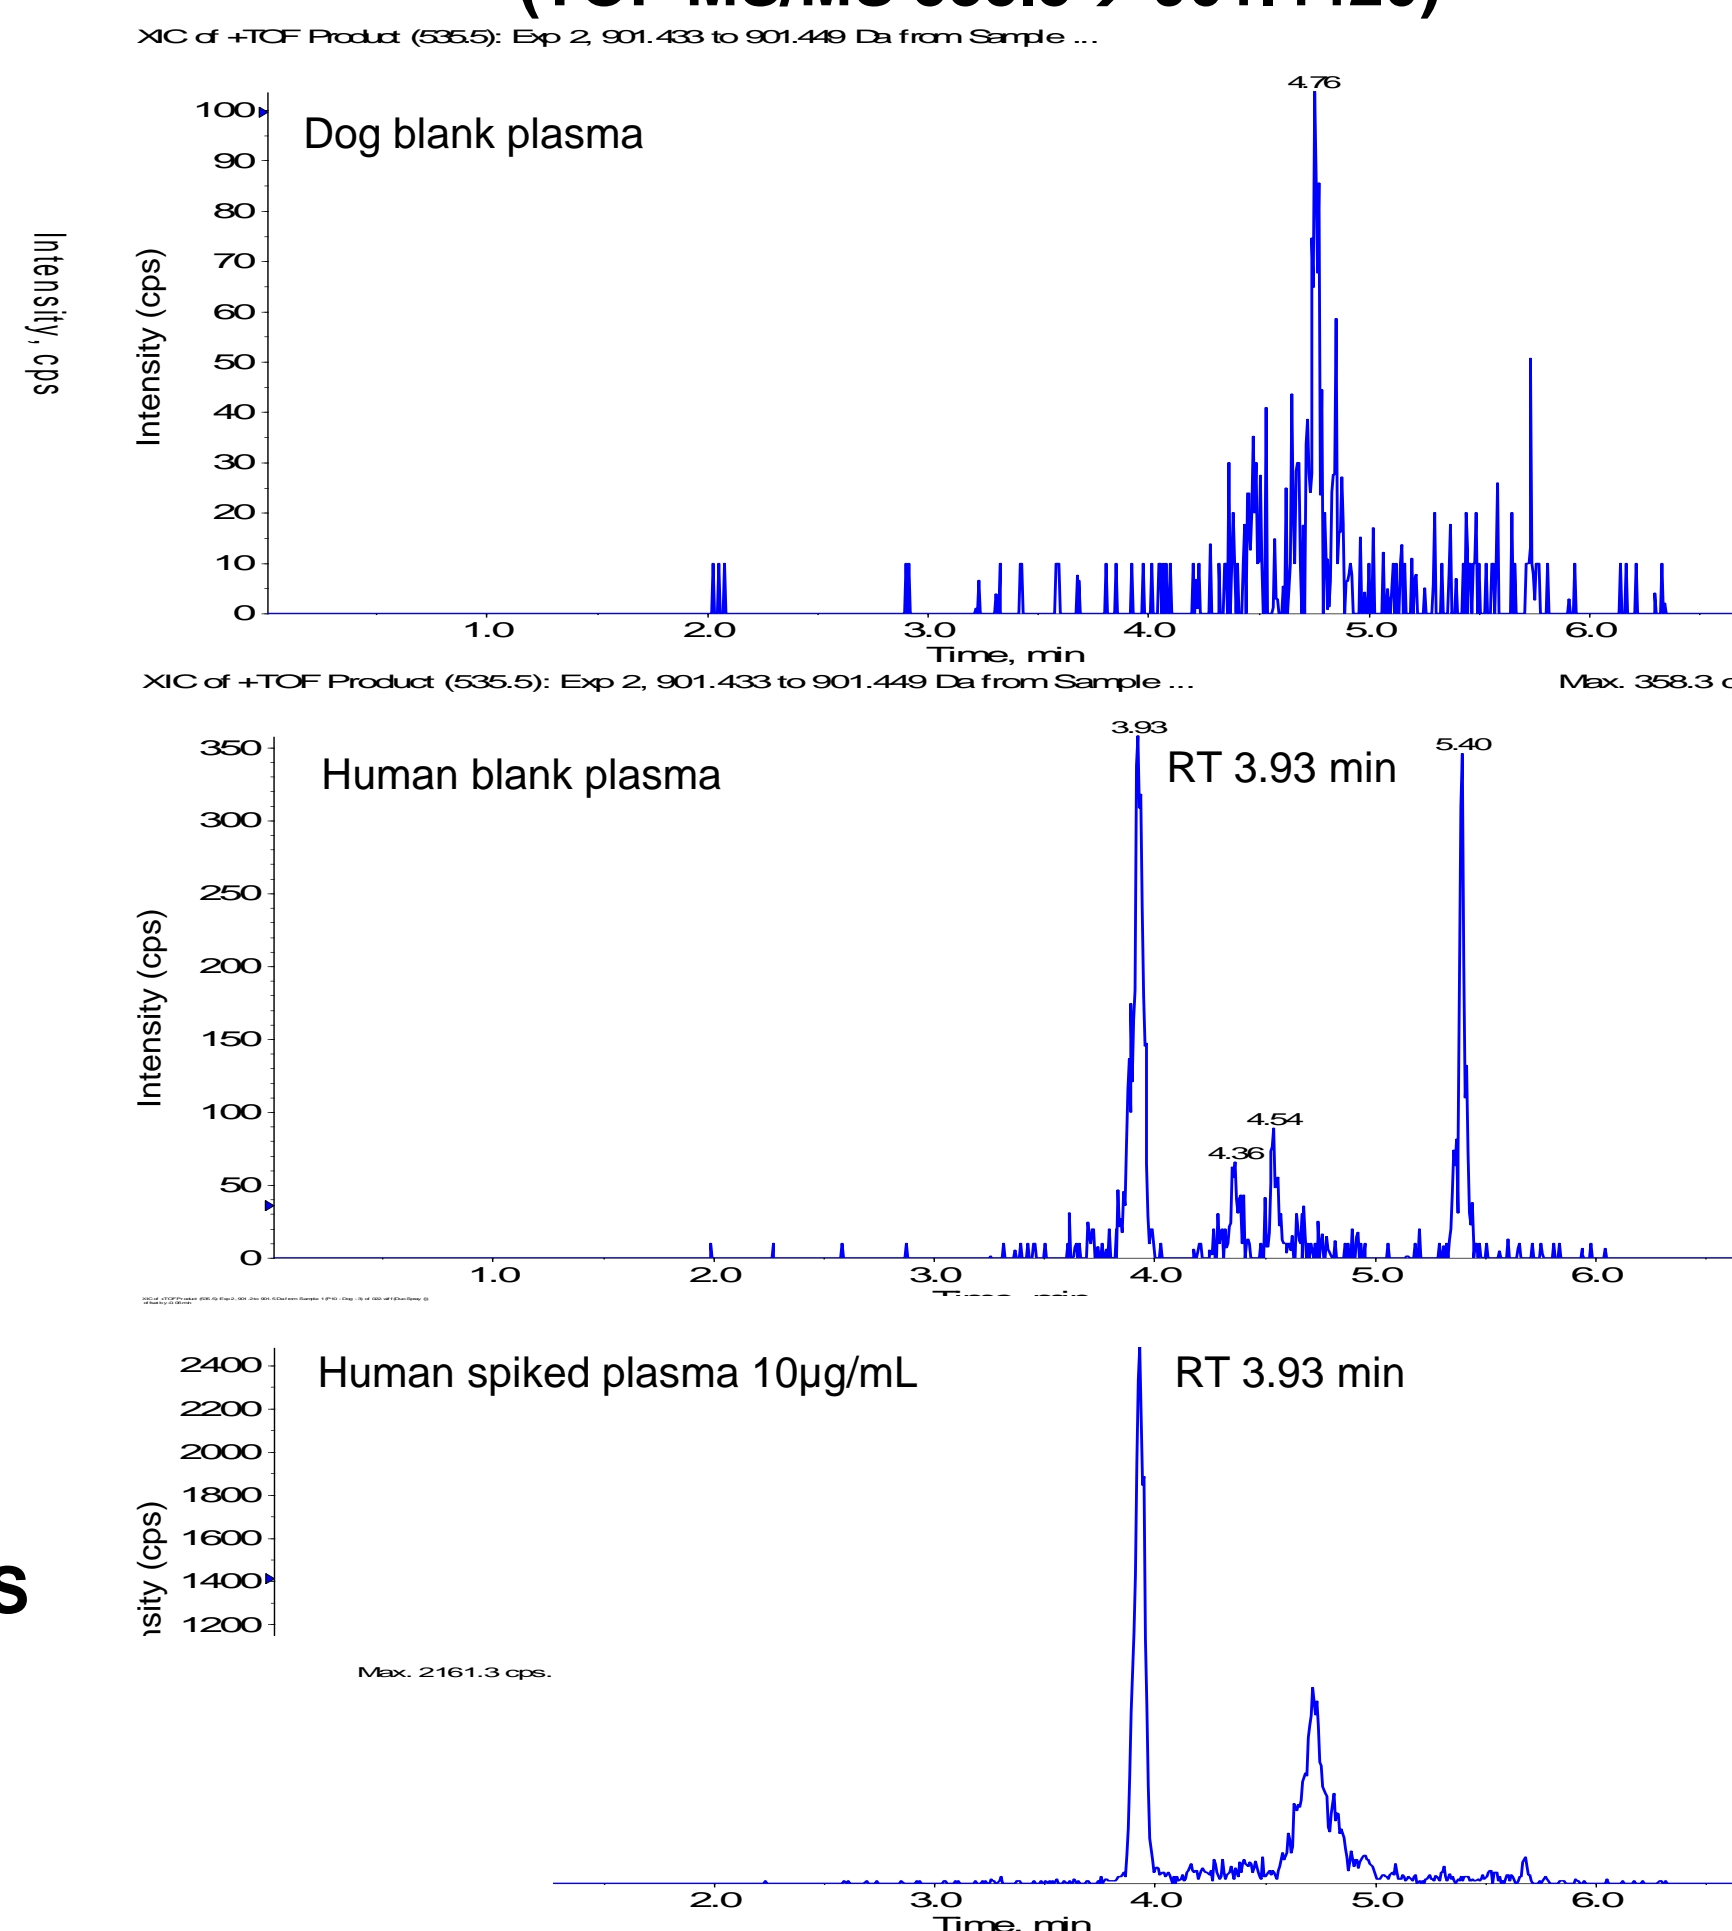 XIC of +TOF Product (535.5): Exp 2, 901.433 to 901.449 Da from Sample ...
4.76
Dog blank plasma
100
90
80
70
60
50
40
30
20
10
0
Intensity, cps
Intensity (cps)
1.0 2.0 3.0 4.0 5.0 6.0
Time, min
XIC of +TOF Product (535.5): Exp 2, 901.433 to 901.449 Da from Sample ...
Max. 358.3 c
3.93
5.40
Human blank plasma
RT 3.93 min
350
300
250
200
150
100
50
0
4.54
4.36
Intensity (cps)
1.0 2.0 3.0 4.0 5.0 6.0
Human spiked plasma 10µg/mL
RT 3.93 min
2400
2200
2000
1800
1600
1400
1200
nsity (cps)
s
Max. 2161.3 cps.
2.0 3.0 4.0 5.0 6.0
Time, min